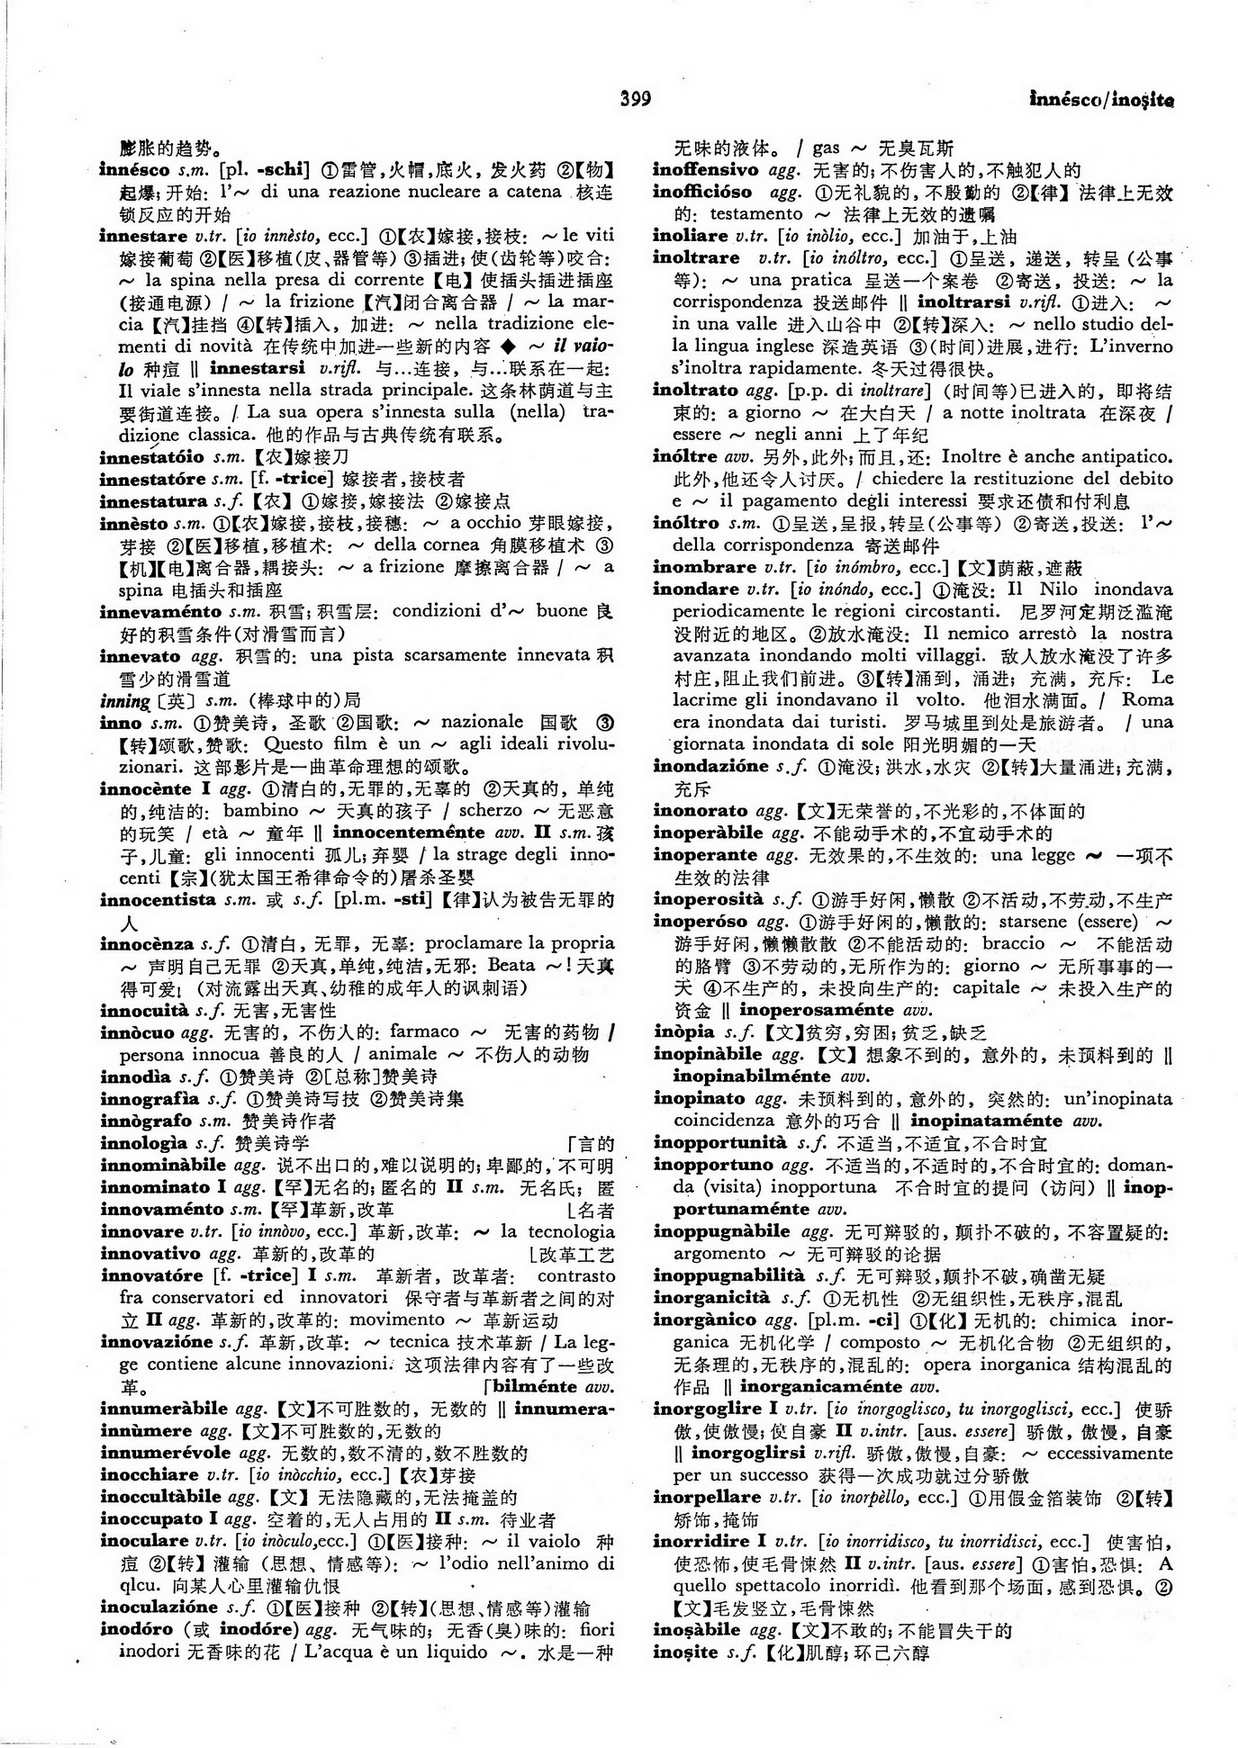 399
innésco/inoşite
膨胀的趋势。
innésco s.m. [pl. -schi] ①雷管,火帽,底火, 发火药 ②【物】
起爆;开始: l'～ di una reazione nucleare a catena 核连
锁反应的开始
innestare v.tr. [io innèsto, ecc.] ①【农】嫁接,接枝: ～le viti
嫁接葡萄 ②【医】移植(皮、器管等) ③插进;使(齿轮等)咬合:
～ la spina nella presa di corrente【电】使插头插进插座
(接通电源) / ～ la frizione【汽】闭合离合器 / ～ la mar-
cia【汽】挂挡 ④【转】插入, 加进: ～ nella tradizione ele-
menti di novità 在传统中加进一些新的内容 ◆ ～ il vaio-
lo 种痘 ‖ innestarsi v.rifl. 与…连接, 与…联系在一起:
Il viale s'innesta nella strada principale. 这条林荫道与主
要街道连接。/ La sua opera s'innesta sulla (nella) tra-
dizione classica. 他的作品与古典传统有联系。
innestatóio s.m.【农】嫁接刀
innestatóre s.m. [f. -trice] 嫁接者,接枝者
innestatura s.f.【农】①嫁接,嫁接法 ②嫁接点
innèsto s.m. ①【农】嫁接,接枝,接穗: ～ a occhio 芽眼嫁接,
芽接 ②【医】移植,移植术: ～ della cornea 角膜移植术 ③
【机】【电】离合器,耦接头: ～ a frizione 摩擦离合器 / ～ a
spina 电插头和插座
innevaménto s.m. 积雪;积雪层: condizioni d'～ buone 良
好的积雪条件(对滑雪而言)
innevato agg. 积雪的: una pista scarsamente innevata 积
雪少的滑雪道
inning〔英〕s.m. (棒球中的)局
inno s.m. ①赞美诗, 圣歌 ②国歌: ～ nazionale 国歌 ③
【转】颂歌,赞歌: Questo film è un ～ agli ideali rivolu-
zionari. 这部影片是一曲革命理想的颂歌。
innocènte I agg. ①清白的,无罪的,无辜的 ②天真的, 单纯
的,纯洁的: bambino ～ 天真的孩子 / scherzo ～ 无恶意
的玩笑 / età ～ 童年 ‖ innocenteménte avv. II s.m. 孩
子,儿童: gli innocenti 孤儿;弃婴 / la strage degli inno-
centi【宗】(犹太国王希律命令的)屠杀圣婴
innocentista s.m. 或 s.f. [pl.m. -sti]【律】认为被告无罪的
人
innocènza s.f. ①清白, 无罪, 无辜: proclamare la propria
～ 声明自己无罪 ②天真,单纯,纯洁,无邪: Beata ～! 天真
得可爱! (对流露出天真、幼稚的成年人的讽刺语)
innocuità s.f. 无害,无害性
innòcuo agg. 无害的, 不伤人的: farmaco ～ 无害的药物 /
persona innocua 善良的人 / animale ～ 不伤人的动物
innodìa s.f. ①赞美诗 ②[总称]赞美诗
innografia s.f. ①赞美诗写技 ②赞美诗集
innògrafo s.m. 赞美诗作者
innologìa s.f. 赞美诗学 「言的
innominàbile agg. 说不出口的,难以说明的;卑鄙的,不可明
innominato I agg.【罕】无名的;匿名的 II s.m. 无名氏; 匿
innovaménto s.m.【罕】革新,改革 ⌊名者
innovare v.tr. [io innòvo, ecc.] 革新,改革: ～ la tecnologia
innovativo agg. 革新的,改革的 ⌊改革工艺
innovatóre [f. -trice] I s.m. 革新者, 改革者: contrasto
fra conservatori ed innovatori 保守者与革新者之间的对
立 II agg. 革新的,改革的: movimento ～ 革新运动
innovazióne s.f. 革新,改革: ～ tecnica 技术革新 / La leg-
ge contiene alcune innovazioni. 这项法律内容有了一些改
革。 「bilménte avv.
innumeràbile agg.【文】不可胜数的, 无数的 ‖ innumera-
innùmere agg.【文】不可胜数的,无数的
innumerévole agg. 无数的,数不清的,数不胜数的
inocchiare v.tr. [io inòcchio, ecc.]【农】芽接
inoccultàbile agg.【文】无法隐藏的,无法掩盖的
inoccupato I agg. 空着的,无人占用的 II s.m. 待业者
inoculare v.tr. [io inòculo,ecc.] ①【医】接种: ～ il vaiolo 种
痘 ②【转】灌输 (思想、情感等): ～ l'odio nell'animo di
qlcu. 向某人心里灌输仇恨
inoculazióne s.f. ①【医】接种 ②【转】(思想、情感等)灌输
inodóro (或 inodóre) agg. 无气味的; 无香(臭)味的: fiori
inodori 无香味的花 / L'acqua è un liquido ～. 水是一种
无味的液体。 / gas ～ 无臭瓦斯
inoffensivo agg. 无害的;不伤害人的,不触犯人的
inofficióso agg. ①无礼貌的, 不殷勤的 ②【律】法律上无效
的: testamento ～ 法律上无效的遗嘱
inoliare v.tr. [io inòlio, ecc.] 加油于,上油
inoltrare v.tr. [io inóltro, ecc.] ①呈送, 递送, 转呈 (公事
等): ～ una pratica 呈送一个案卷 ②寄送, 投送: ～ la
corrispondenza 投送邮件 ‖ inoltrarsi v.rifl. ①进入: ～
in una valle 进入山谷中 ②【转】深入: ～ nello studio del-
la lingua inglese 深造英语 ③(时间)进展,进行: L'inverno
s'inoltra rapidamente. 冬天过得很快。
inoltrato agg. [p.p. di inoltrare] (时间等)已进入的, 即将结
束的: a giorno ～ 在大白天 / a notte inoltrata 在深夜 /
essere ～ negli anni 上了年纪
inóltre avv. 另外,此外;而且,还: Inoltre è anche antipatico.
此外,他还令人讨厌。/ chiedere la restituzione del debito
e ～ il pagamento degli interessi 要求还债和付利息
inóltro s.m. ①呈送,呈报,转呈(公事等) ②寄送,投送: l'～
della corrispondenza 寄送邮件
inombrare v.tr. [io inómbro, ecc.]【文】荫蔽,遮蔽
inondare v.tr. [io inóndo, ecc.] ①淹没: Il Nilo inondava
periodicamente le regioni circostanti. 尼罗河定期泛滥淹
没附近的地区。②放水淹没: Il nemico arrestò la nostra
avanzata inondando molti villaggi. 敌人放水淹没了许多
村庄,阻止我们前进。③【转】涌到, 涌进; 充满, 充斥: Le
lacrime gli inondavano il volto. 他泪水满面。/ Roma
era inondata dai turisti. 罗马城里到处是旅游者。 / una
giornata inondata di sole 阳光明媚的一天
inondazióne s.f. ①淹没;洪水,水灾 ②【转】大量涌进;充满,
充斥
inonorato agg.【文】无荣誉的,不光彩的,不体面的
inoperàbile agg. 不能动手术的,不宜动手术的
inoperante agg. 无效果的,不生效的: una legge ～ 一项不
生效的法律
inoperosità s.f. ①游手好闲,懒散 ②不活动,不劳动,不生产
inoperóso agg. ①游手好闲的,懒散的: starsene (essere) ～
游手好闲,懒懒散散 ②不能活动的: braccio ～ 不能活动
的胳臂 ③不劳动的,无所作为的: giorno ～ 无所事事的一
天 ④不生产的, 未投向生产的: capitale ～ 未投入生产的
资金 ‖ inoperosaménte avv.
inòpia s.f.【文】贫穷,穷困;贫乏,缺乏
inopinàbile agg.【文】想象不到的, 意外的, 未预料到的 ‖
inopinabilménte avv.
inopinato agg. 未预料到的, 意外的, 突然的: un'inopinata
coincidenza 意外的巧合 ‖ inopinataménte avv.
inopportunità s.f. 不适当,不适宜,不合时宜
inopportuno agg. 不适当的,不适时的,不合时宜的: doman-
da (visita) inopportuna 不合时宜的提问 (访问) ‖ inop-
portunaménte avv.
inoppugnàbile agg. 无可辩驳的, 颠扑不破的, 不容置疑的:
argomento ～ 无可辩驳的论据
inoppugnabilità s.f. 无可辩驳,颠扑不破,确凿无疑
inorganicità s.f. ①无机性 ②无组织性,无秩序,混乱
inorgànico agg. [pl.m. -ci] ①【化】无机的: chimica inor-
ganica 无机化学 / composto ～ 无机化合物 ②无组织的,
无条理的,无秩序的,混乱的: opera inorganica 结构混乱的
作品 ‖ inorganicaménte avv.
inorgoglire I v.tr. [io inorgoglisco, tu inorgoglisci, ecc.] 使骄
傲,使傲慢;使自豪 II v.intr. [aus. essere] 骄傲, 傲慢, 自豪
‖ inorgoglirsi v.rifl. 骄傲,傲慢,自豪: ～ eccessivamente
per un successo 获得一次成功就过分骄傲
inorpellare v.tr. [io inorpèllo, ecc.] ①用假金箔装饰 ②【转】
矫饰,掩饰
inorridire I v.tr. [io inorridisco, tu inorridisci, ecc.] 使害怕,
使恐怖,使毛骨悚然 II v.intr. [aus. essere] ①害怕,恐惧: A
quello spettacolo inorridì. 他看到那个场面,感到恐惧。②
【文】毛发竖立,毛骨悚然
inoşàbile agg.【文】不敢的;不能冒失干的
inoşite s.f.【化】肌醇;环己六醇